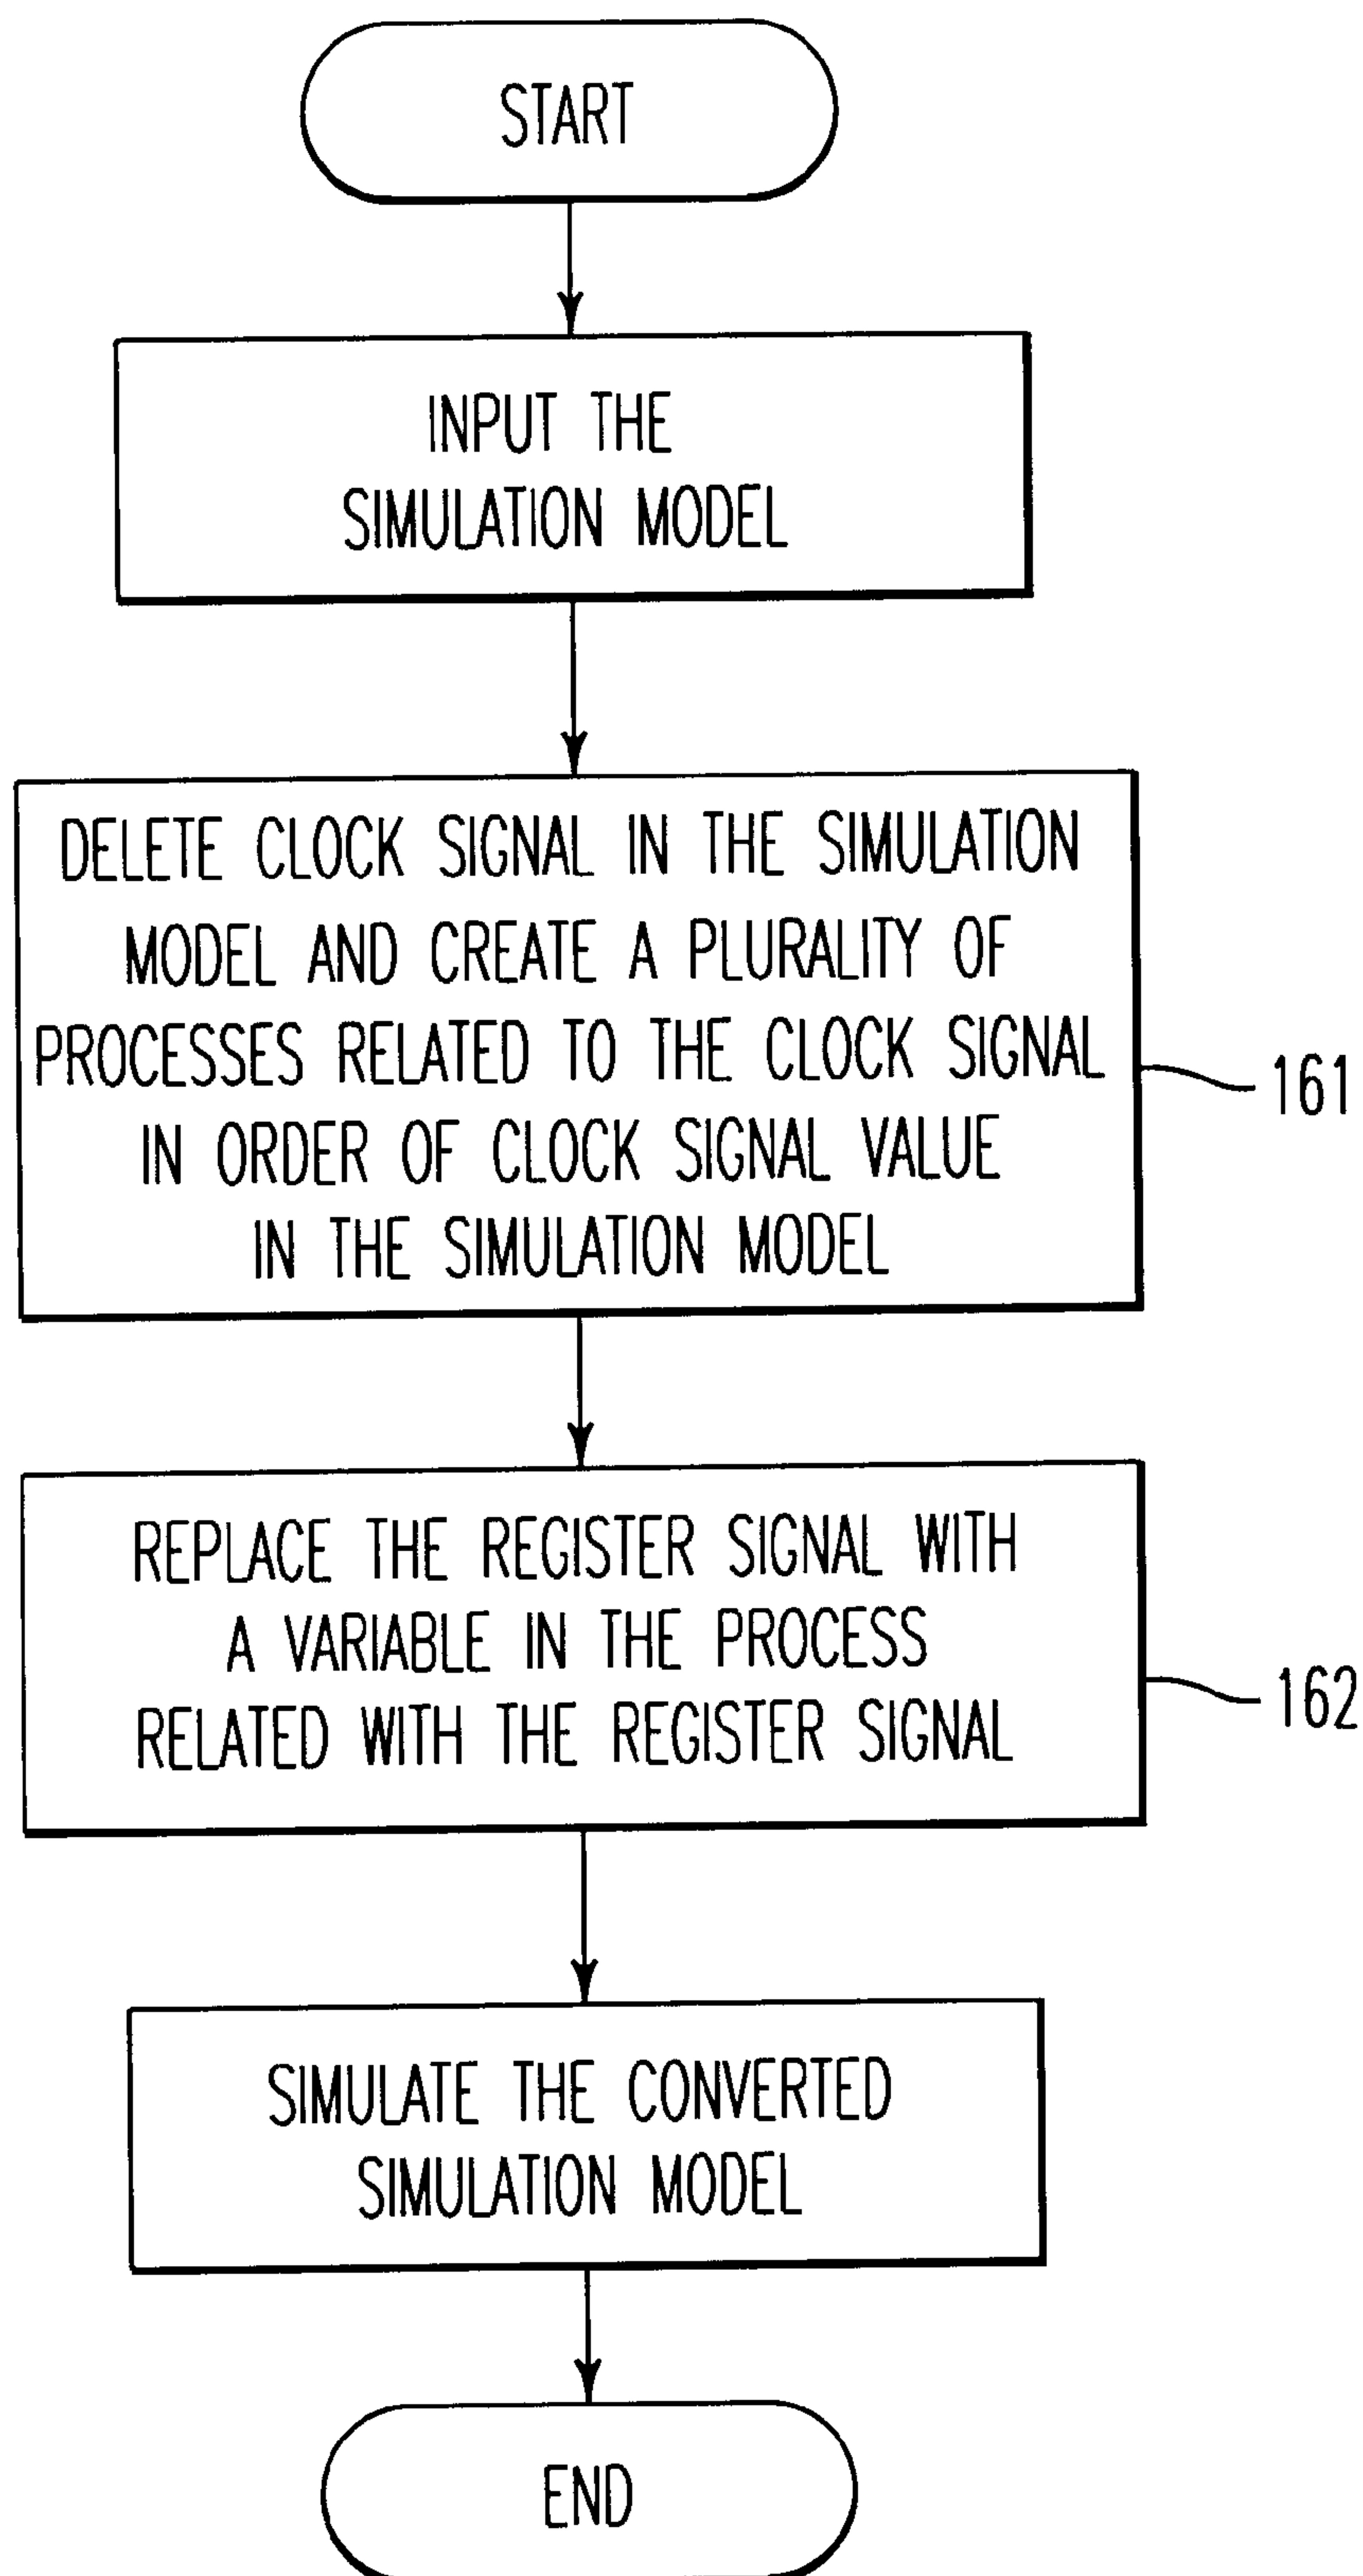 START
INPUT THE
SIMULATION MODEL
DELETE CLOCK SIGNAL IN THE SIMULATION
MODEL AND CREATE A PLURALITY OF
PROCESSES RELATED TO THE CLOCK SIGNAL
IN ORDER OF CLOCK SIGNAL VALUE
IN THE SIMULATION MODEL
161
REPLACE THE REGISTER SIGNAL WITH
A VARIABLE IN THE PROCESS
RELATED WITH THE REGISTER SIGNAL
162
SIMULATE THE CONVERTED
SIMULATION MODEL
END